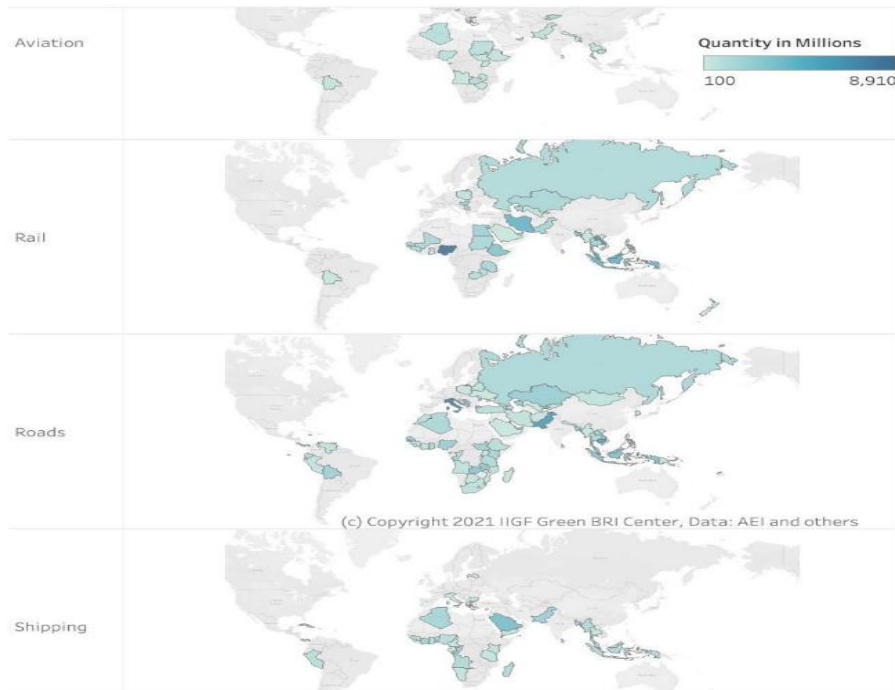 Aviation
Quantity in Millions
100 8,910
Rail
Roads
(c) Copyright 2021 IIGF Green BRI Center, Data: AEI and others
Shipping